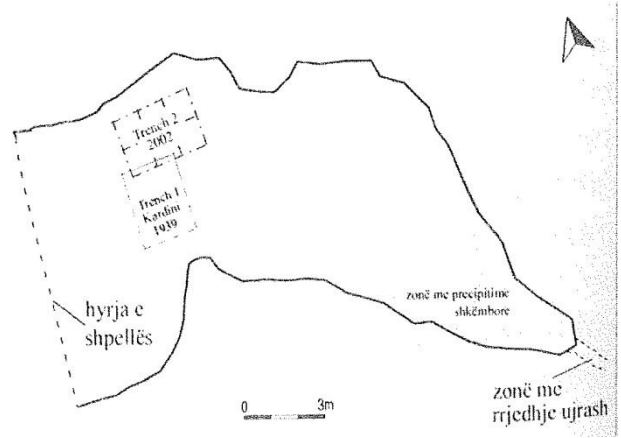 Trench 2
2002
Trench 1
Kardini
1939
hyrja e
shpellës
zonë me precipitime
shkëmbore
zonë me
rrjedhje ujrash
0 3m